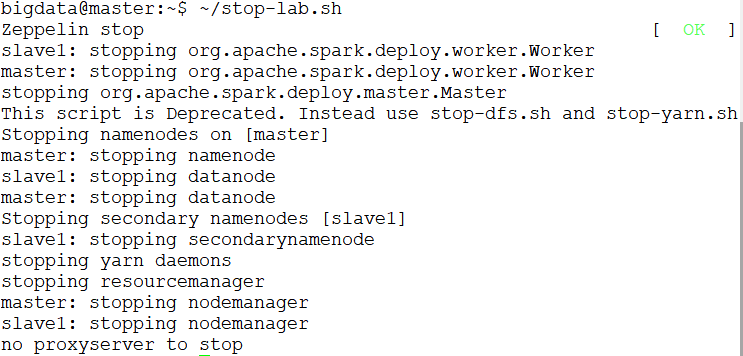 bigdata@master:~$ ~/stop-lab.sh
Zeppelin stop [ OK ]
slave1: stopping org.apache.spark.deploy.worker.Worker
master: stopping org.apache.spark.deploy.worker.Worker
stopping org.apache.spark.deploy.master.Master
This script is Deprecated. Instead use stop-dfs.sh and stop-yarn.sh
Stopping namenodes on [master]
master: stopping namenode
slave1: stopping datanode
master: stopping datanode
Stopping secondary namenodes [slave1]
slave1: stopping secondarynamenode
stopping yarn daemons
stopping resourcemanager
master: stopping nodemanager
slave1: stopping nodemanager
no proxyserver to stop